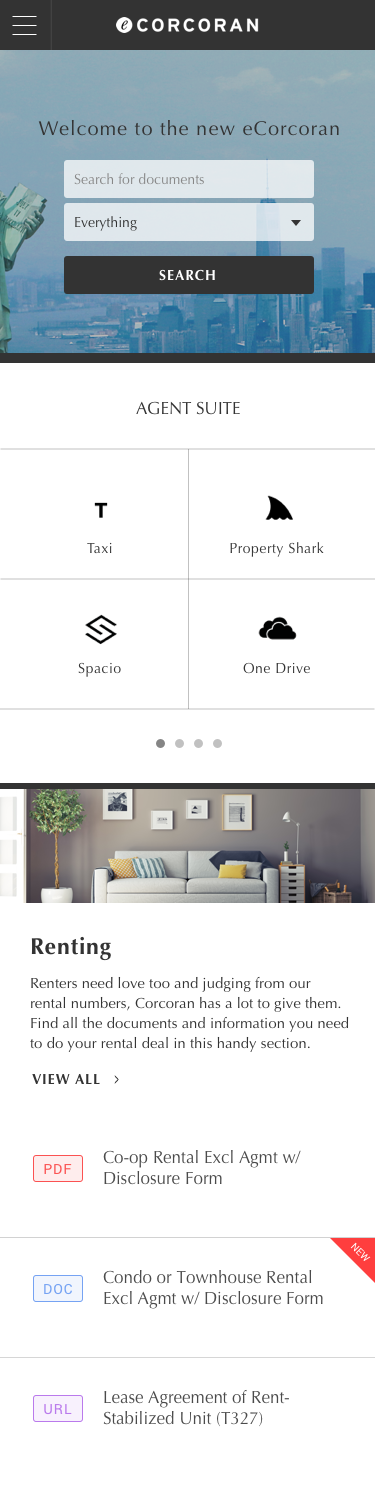 e CORCORAN
Welcome to the new eCorcoran
Search for documents
Everything
SEARCH
AGENT SUITE
T
Taxi
Property Shark
Spacio
One Drive
Renting
Renters need love too and judging from our
rental numbers, Corcoran has a lot to give them.
Find all the documents and information you need
to do your rental deal in this handy section.
VIEW ALL >
PDF
Co-op Rental Excl Agmt w/
Disclosure Form
NEW
DOC
Condo or Townhouse Rental
Excl Agmt w/ Disclosure Form
URL
Lease Agreement of Rent-
Stabilized Unit (T327)